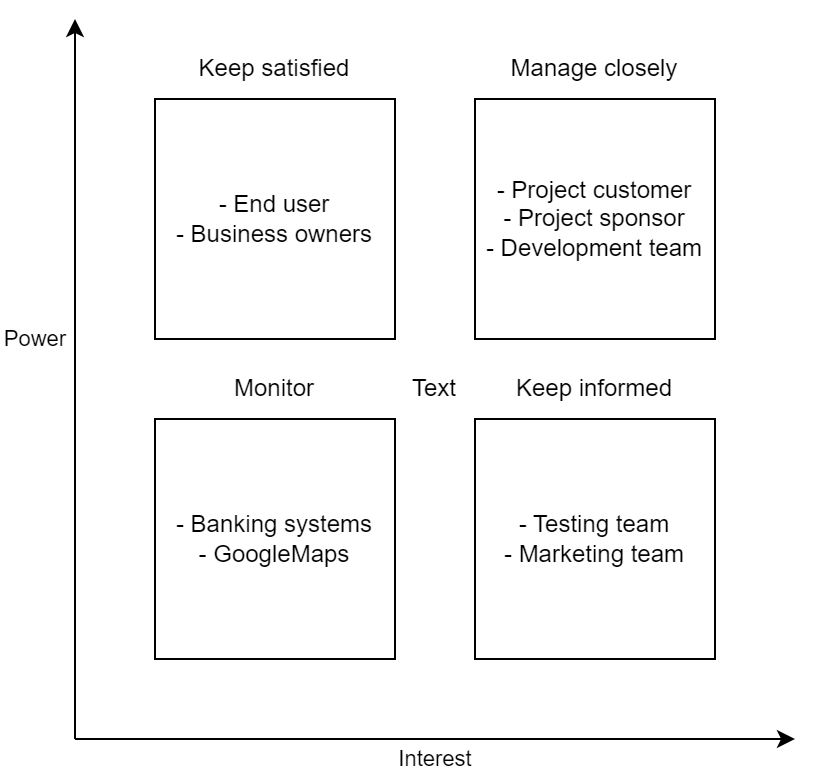 Keep satisfied
Manage closely
- End user
- Business owners
- Project customer
- Project sponsor
- Development team
Power
Monitor
Text
Keep informed
- Banking systems
- GoogleMaps
- Testing team
- Marketing team
Interest